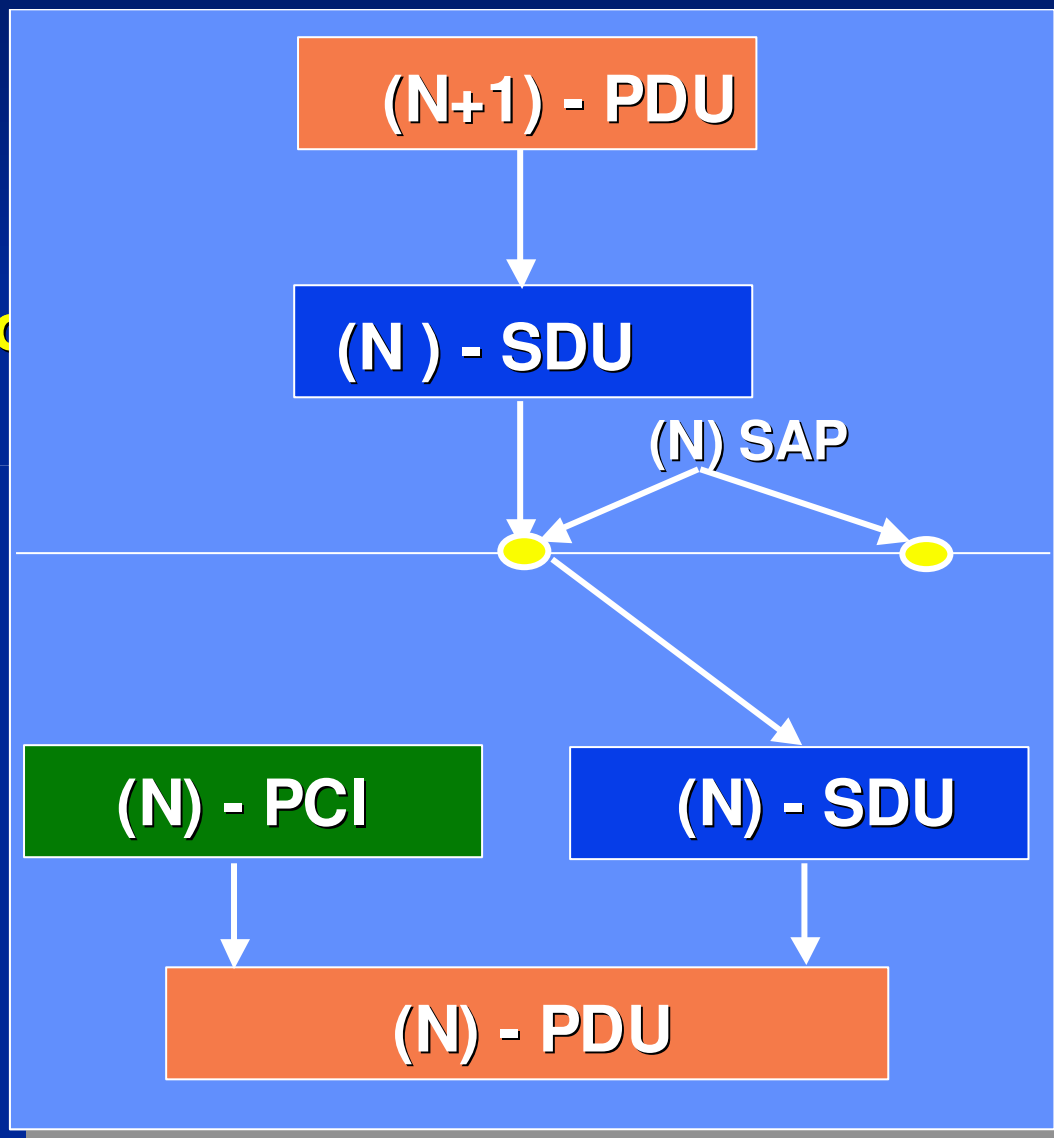 (N+1) - PDU
(N ) - SDU
(N) SAP
(N) - PCI
(N) - SDU
(N) - PDU